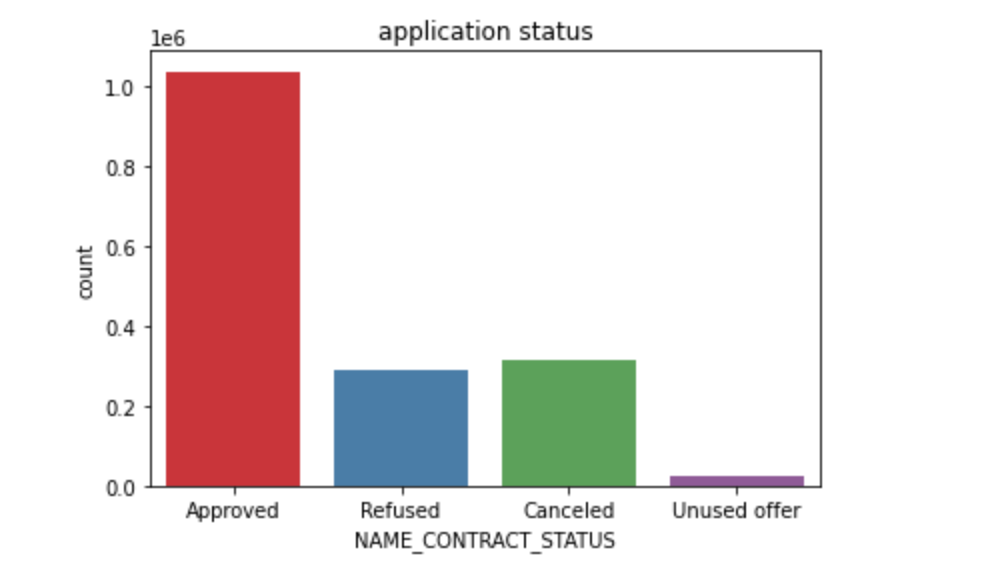 application status
1e6
1.0
0.8
0.6
0.4
0.2
0.0
count
Approved Refused Canceled Unused offer
NAME_CONTRACT_STATUS